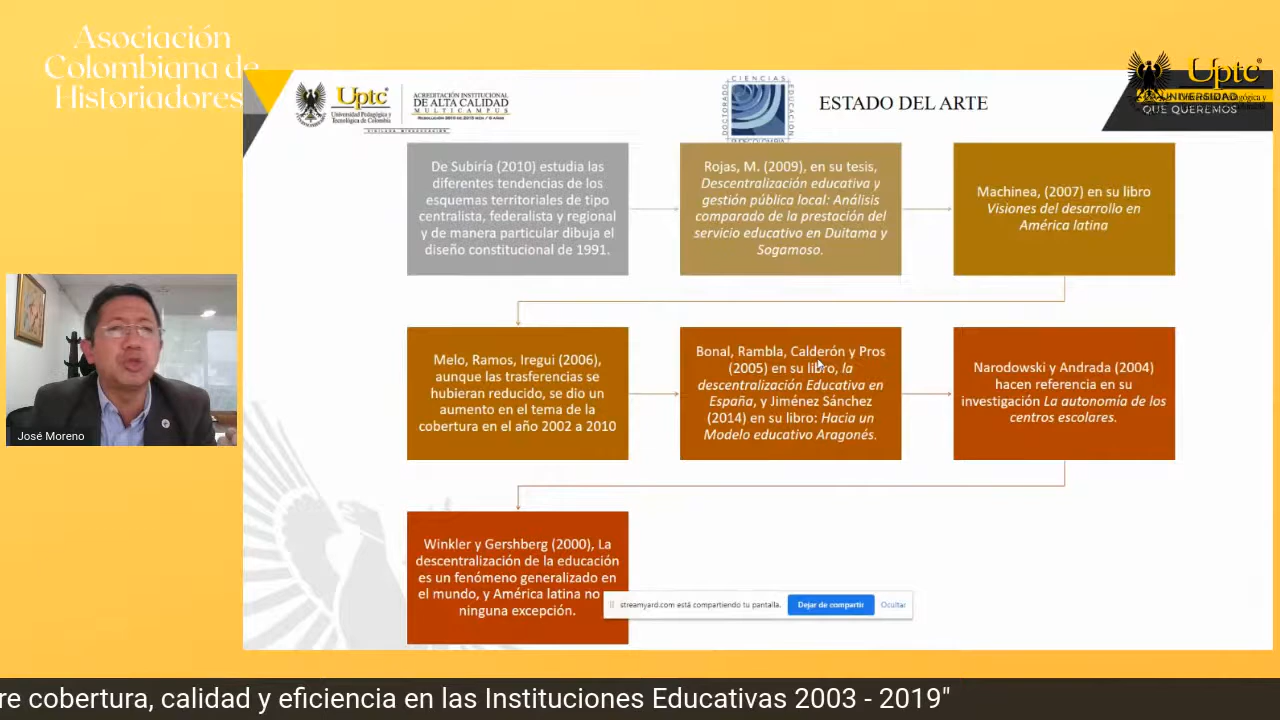 Asociación
Colombiana de
Historiadores
Uptc
Universidad Pedagógica y
Tecnológica de Colombia
ACREDITACIÓN INSTITUCIONAL
DE ALTA CALIDAD
MULTICAMPUS
CIENCIAS
DOCTORADO
EDUCACIÓN
RUDECOLOMBIA
ESTADO DEL ARTE
Uptc
UNIVERSIDAD
QUE QUEREMOS
De Subiría (2010) estudia las
diferentes tendencias de los
esquemas territoriales de tipo
centralista, federalista y regional
y de manera particular dibuja el
diseño constitucional de 1991.
Rojas, M. (2009), en su tesis,
Descentralización educativa y
gestión pública local: Análisis
comparado de la prestación del
servicio educativo en Duitama y
Sogamoso.
Machinea, (2007) en su libro
Visiones del desarrollo en
América latina
Melo, Ramos, Iregui (2006),
aunque las trasferencias se
hubieran reducido, se dio un
aumento en el tema de la
cobertura en el año 2002 a 2010
Bonal, Rambla, Calderón y Pros
(2005) en su libro, la
descentralización Educativa en
España, y Jiménez Sánchez
(2014) en su libro: Hacia un
Modelo educativo Aragonés.
Narodowski y Andrada (2004)
hacen referencia en su
investigación La autonomía de los
centros escolares.
Winkler y Gershberg (2000), La
descentralización de la educación
es un fenómeno generalizado en
el mundo, y América latina no
ninguna excepción.
streamyard.com está compartiendo tu pantalla.
Dejar de compartir
Ocultar
José Moreno
re cobertura, calidad y eficiencia en las Instituciones Educativas 2003 - 2019"